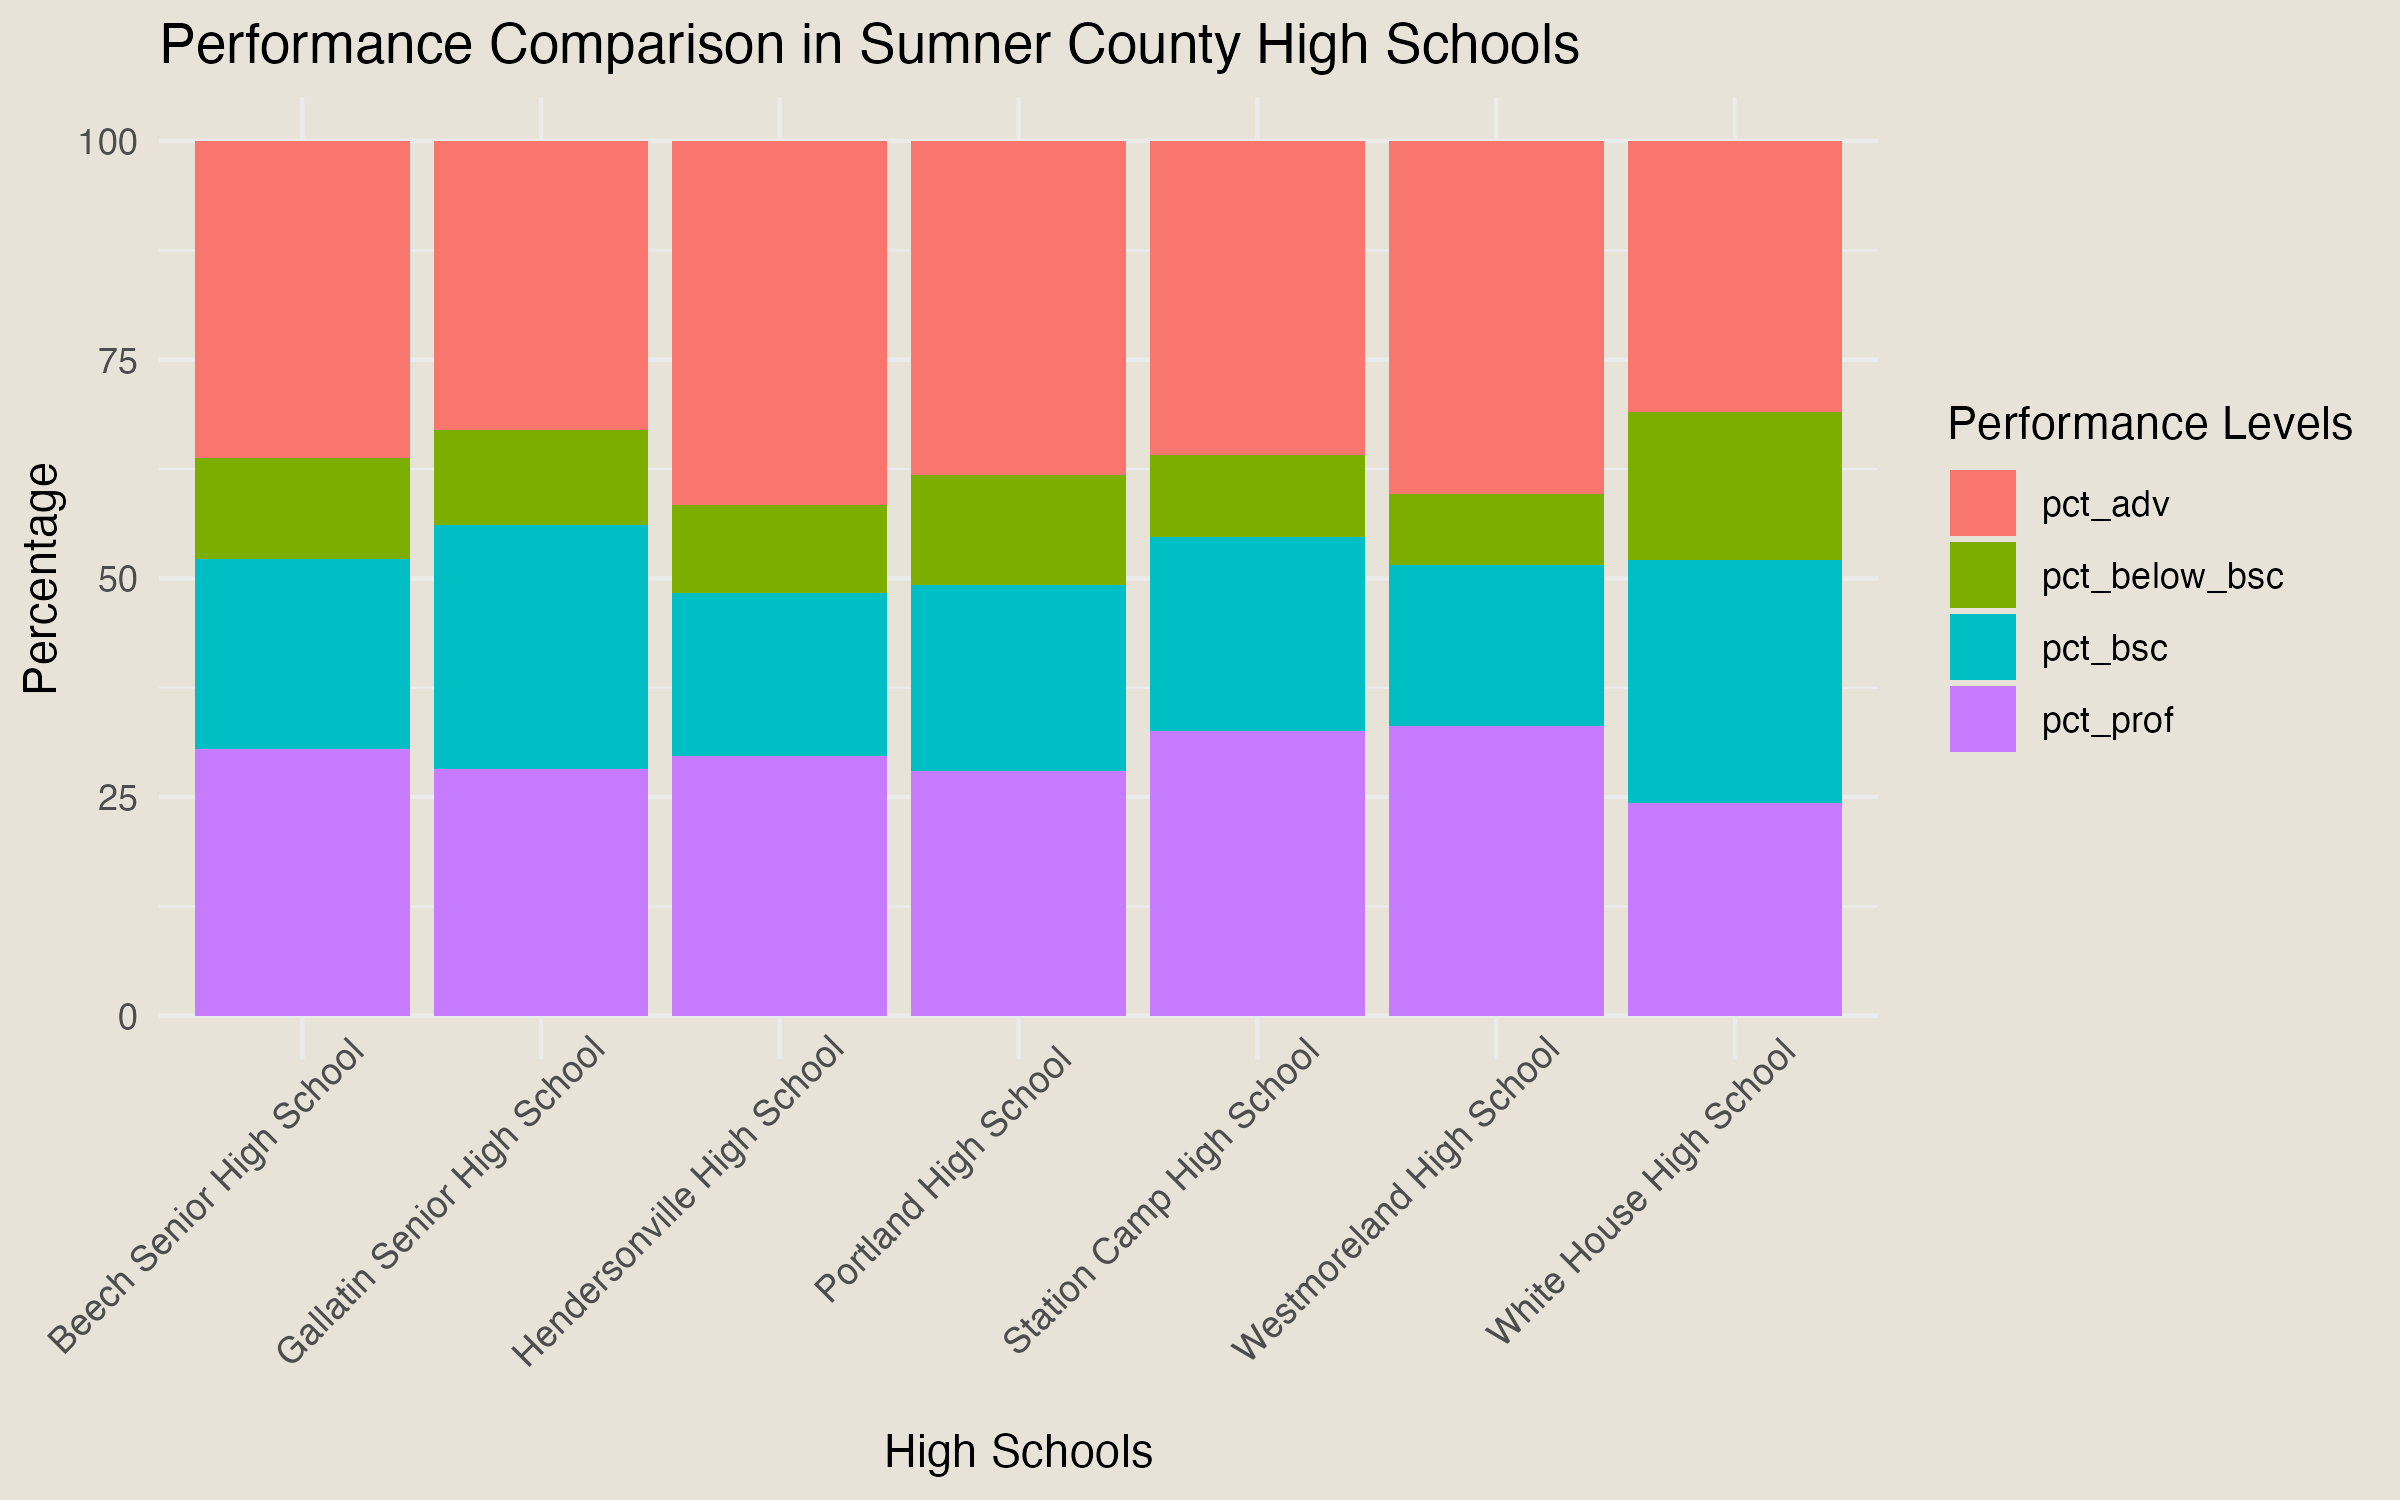 Performance Comparison in Sumner County High Schools
Percentage
100
75
50
25
0
Beech Senior High School
Gallatin Senior High School
Hendersonville High School
Portland High School
Station Camp High School
Westmoreland High School
White House High School
High Schools
Performance Levels
pct_adv
pct_below_bsc
pct_bsc
pct_prof